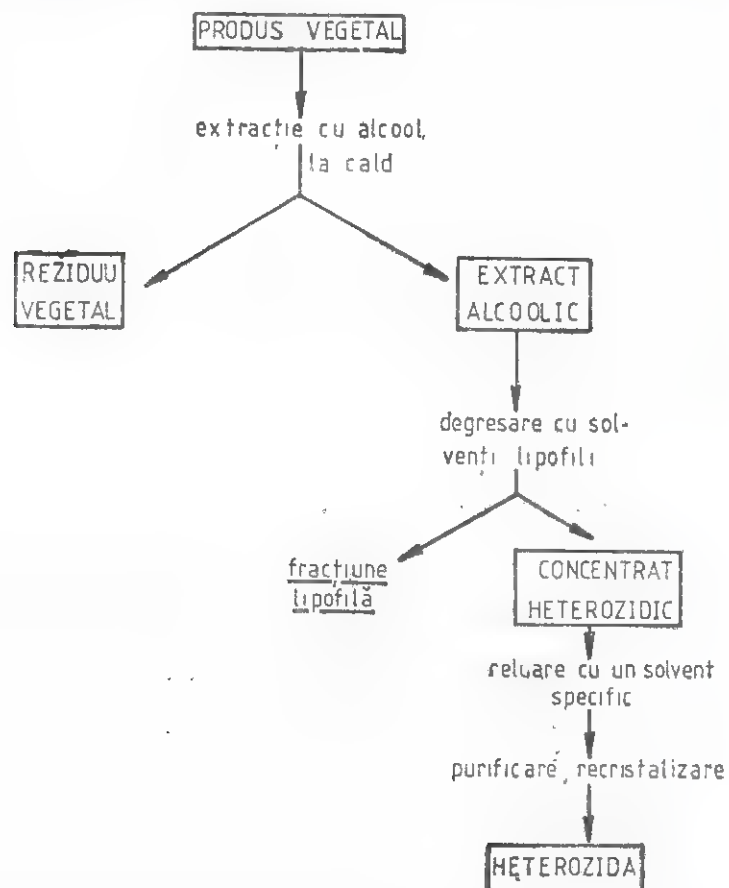 PRODUS VEGETAL
extracție cu alcool,
la cald
REZIDUU
VEGETAL
EXTRACT
ALCOOLIC
degresare cu sol-
venți lipofili
fracțiune
lipofilă
CONCENTRAT
HETEROZIDIC
reluare cu un solvent
specific
purificare, recristalizare
HETEROZIDA